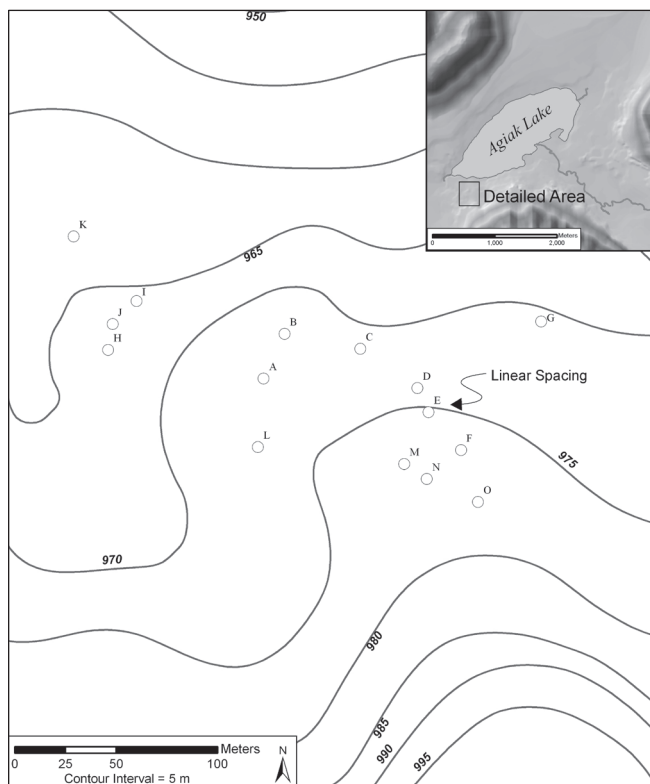 950
Agiak Lake
Detailed Area
Meters
0 1,000 2,000
K
965
I
J
H
B
C
G
A
D
E
Linear Spacing
L
F
M
N
O
975
970
980
985
990
995
Meters
0 25 50 100
Contour Interval = 5 m
N